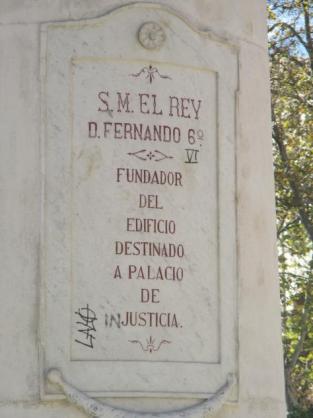 S. M. EL REY
D. FERNANDO 6º
VI
FUNDADOR
DEL
EDIFICIO
DESTINADO
A PALACIO
DE
INJUSTICIA.